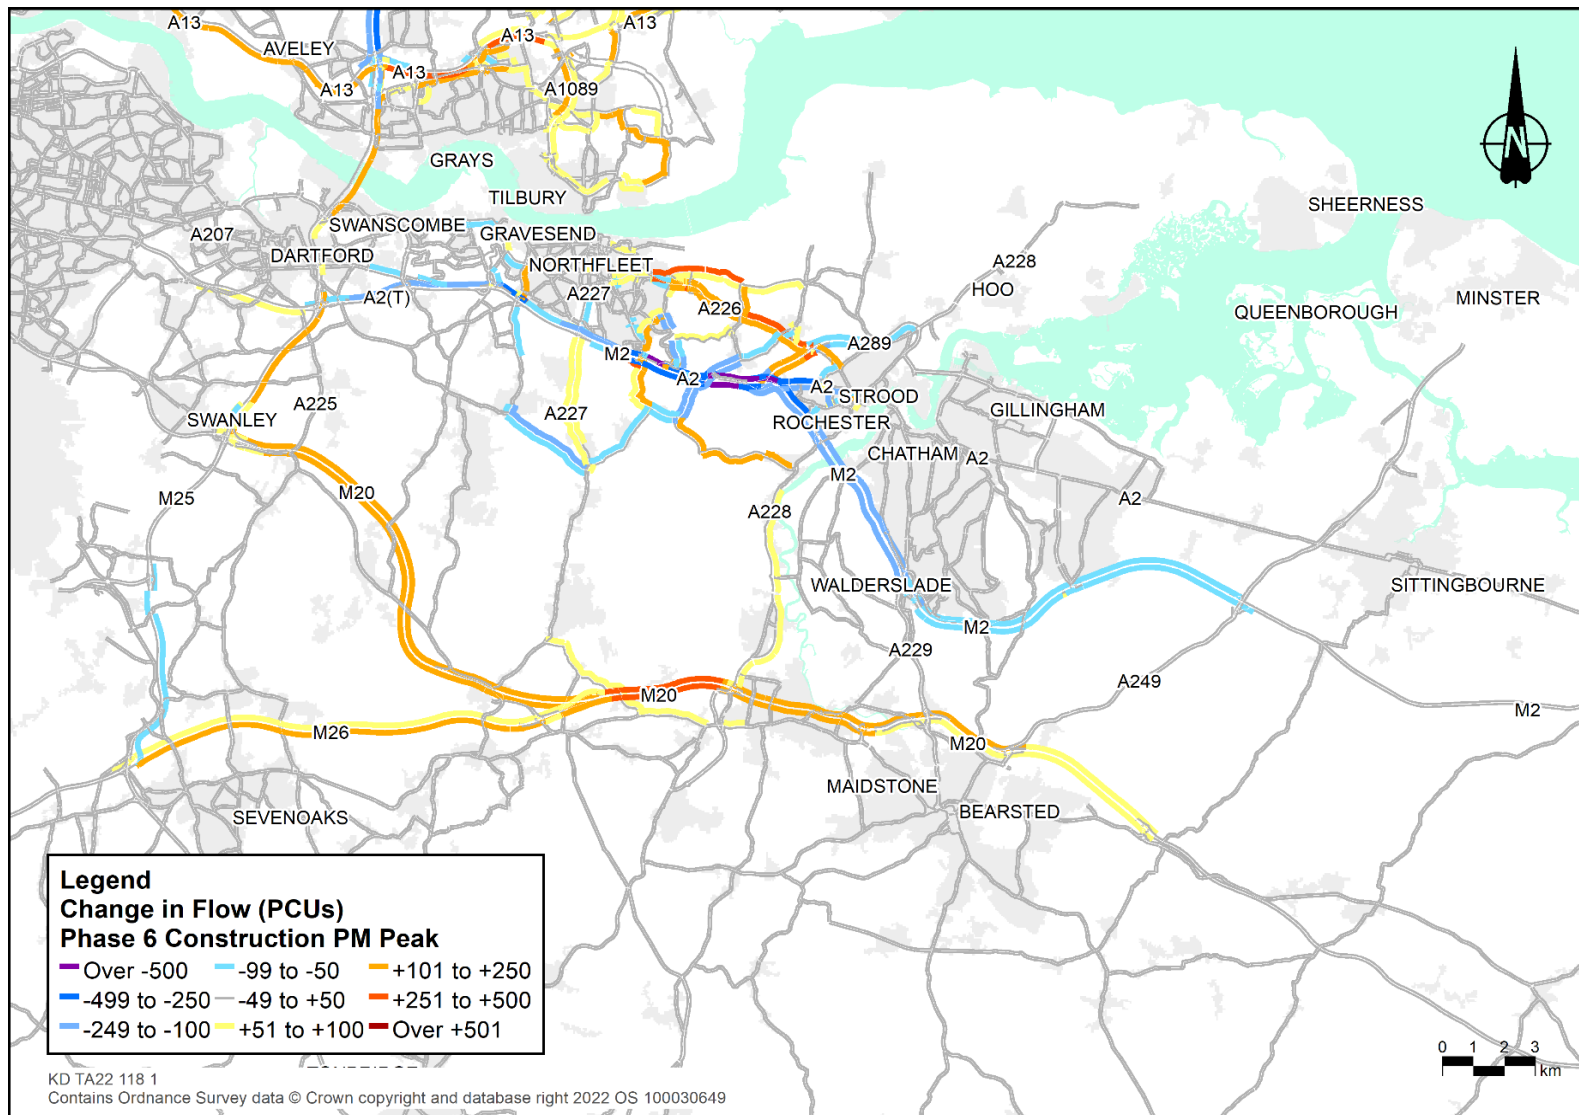 A13
A13
A13
AVELEY
A13
A13
A1089
GRAYS
TILBURY
SHEERNESS
SWANSCOMBE
A207
GRAVESEND
DARTFORD
NORTHFLEET
A228
HOO
A2(T)
A227
A226
MINSTER
QUEENBOROUGH
M2
A289
A2
A2
STROOD
SWANLEY
A225
A227
ROCHESTER
GILLINGHAM
CHATHAM
A2
M25
M20
M2
A2
A228
WALDERSLADE
SITTINGBOURNE
M2
A229
A249
M20
M2
M26
M20
MAIDSTONE
BEARSTED
SEVENOAKS
N
Legend
Change in Flow (PCUs)
Phase 6 Construction PM Peak
Over -500 -99 to -50 +101 to +250
-499 to -250 -49 to +50 +251 to +500
-249 to -100 +51 to +100 Over +501
0 1 2 3
km
KD TA22 118 1
Contains Ordnance Survey data © Crown copyright and database right 2022 OS 100030649